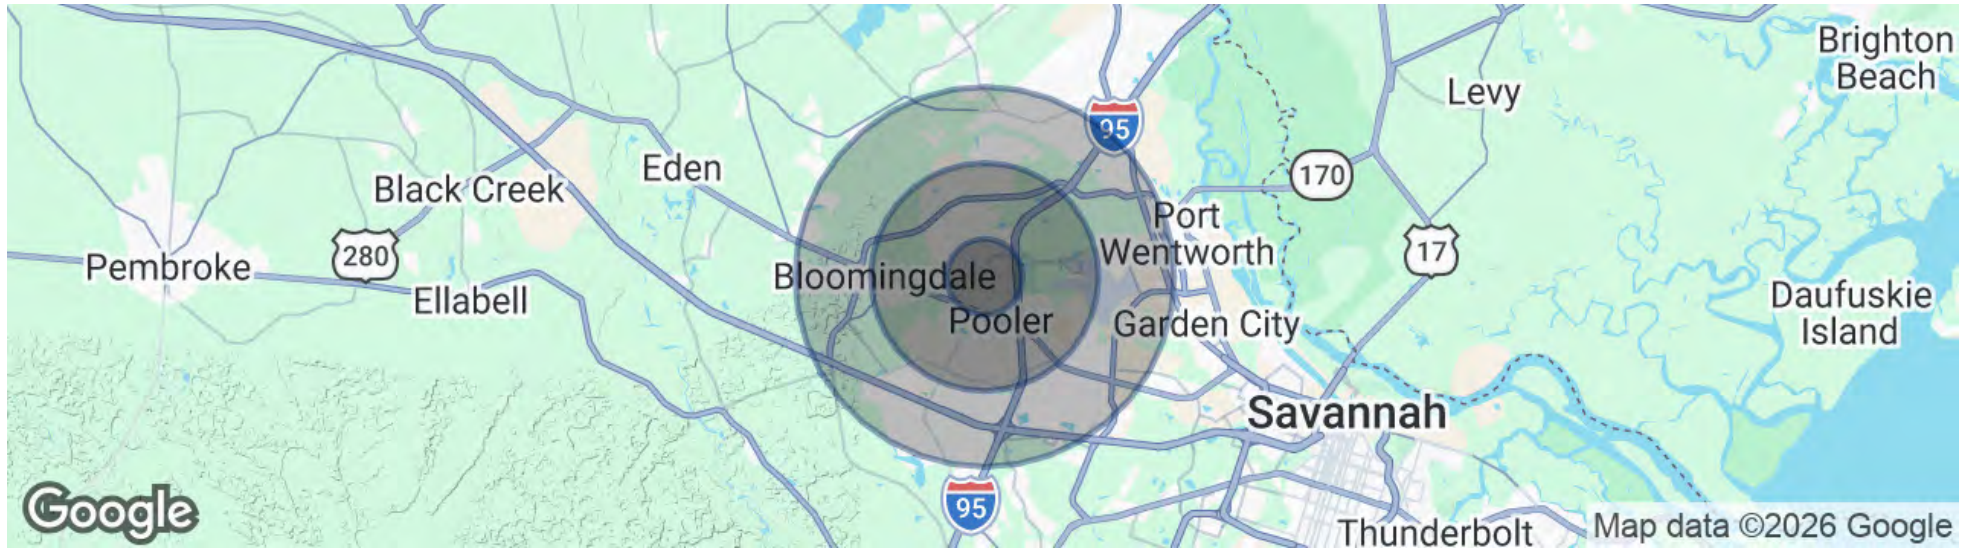 Brighton
Beach
Levy
95
Eden
170
Black Creek
Port
Wentworth
17
280
Pembroke
Bloomingdale
Ellabell
Daufuskie
Island
Pooler
Garden City
Savannah
95
Google
Thunderbolt
Map data ©2026 Google